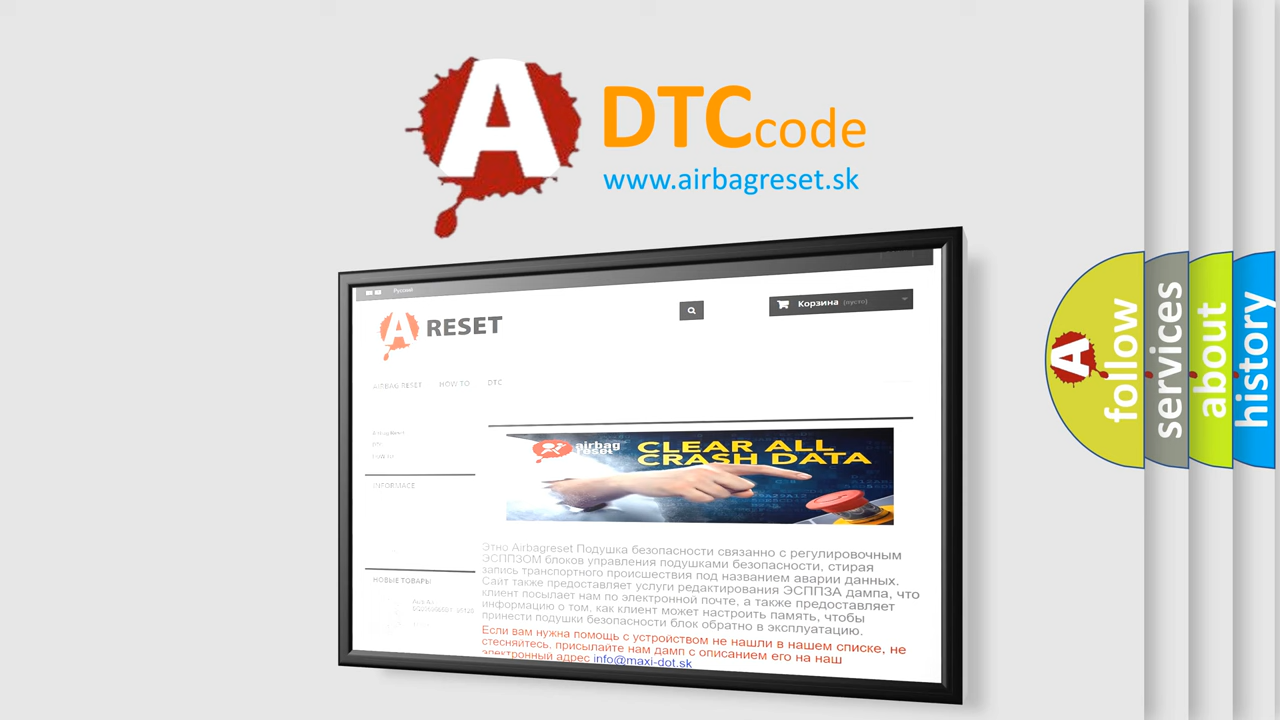 A DTCcode
www.airbagreset.sk
Русский
A RESET
Корзина (пусто)
AIRBAG RESET HOW TO DTC
CLEAR ALL
CRASH DATA
airbag
reset
INFORMACE
НОВЫЕ ТОВАРЫ
Этно Airbagreset Подушка безопасности связанно с регулировочным
ЭСППЗОМ блоков управления подушками безопасности, стирая
запись транспортного происшествия под названием аварии данных.
Сайт также предоставляет услуги редактирования ЭСППЗА дампа, что
клиент посылает нам по электронной почте, а также предоставляет
информацию о том, как клиент может настроить память, чтобы
принести подушки безопасности блок обратно в эксплуатацию.
Если вам нужна помощь с устройством не нашли в нашем списке, не
стесняйтесь, присылайте нам дамп с описанием его на наш
электронный адрес info@maxi-dot.sk
A
follow
services
about
history